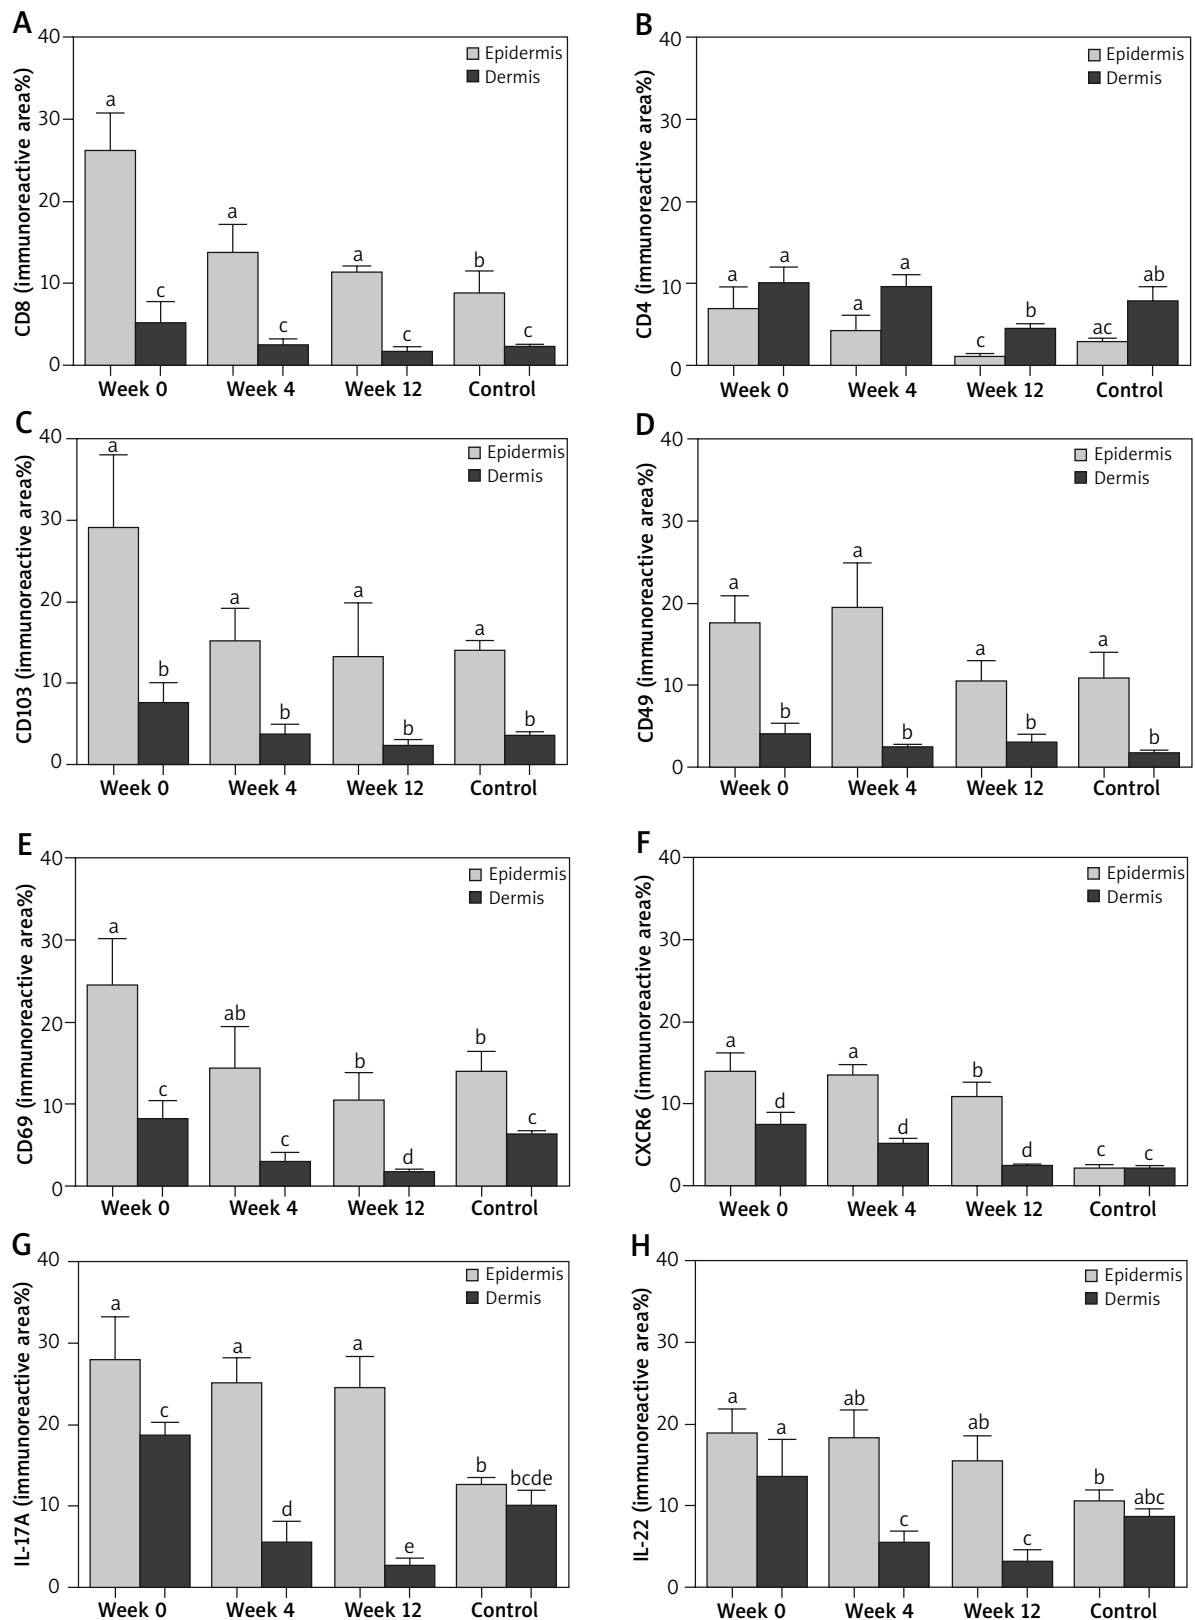 A
CD8 (immunoreactive area%)
40
30
20
10
0
Epidermis
Dermis
a
c
a
c
a
c
b
c
Week 0 Week 4 Week 12 Control
B
CD4 (immunoreactive area%)
40
30
20
10
0
Epidermis
Dermis
a
a
a
a
c
b
ac
ab
Week 0 Week 4 Week 12 Control
C
CD103 (immunoreactive area%)
40
30
20
10
0
Epidermis
Dermis
a
b
a
b
a
b
a
b
Week 0 Week 4 Week 12 Control
D
CD49 (immunoreactive area%)
40
30
20
10
0
Epidermis
Dermis
a
b
a
b
a
b
a
b
Week 0 Week 4 Week 12 Control
E
CD69 (immunoreactive area%)
40
30
20
10
0
Epidermis
Dermis
a
c
ab
c
b
d
b
c
Week 0 Week 4 Week 12 Control
F
CXCR6 (immunoreactive area%)
40
30
20
10
0
Epidermis
Dermis
a
d
a
d
b
d
c
c
Week 0 Week 4 Week 12 Control
G
IL-17A (immunoreactive area%)
40
30
20
10
0
Epidermis
Dermis
a
c
a
d
a
e
b
bcde
Week 0 Week 4 Week 12 Control
H
IL-22 (immunoreactive area%)
40
30
20
10
0
Epidermis
Dermis
a
a
ab
c
ab
c
b
abc
Week 0 Week 4 Week 12 Control